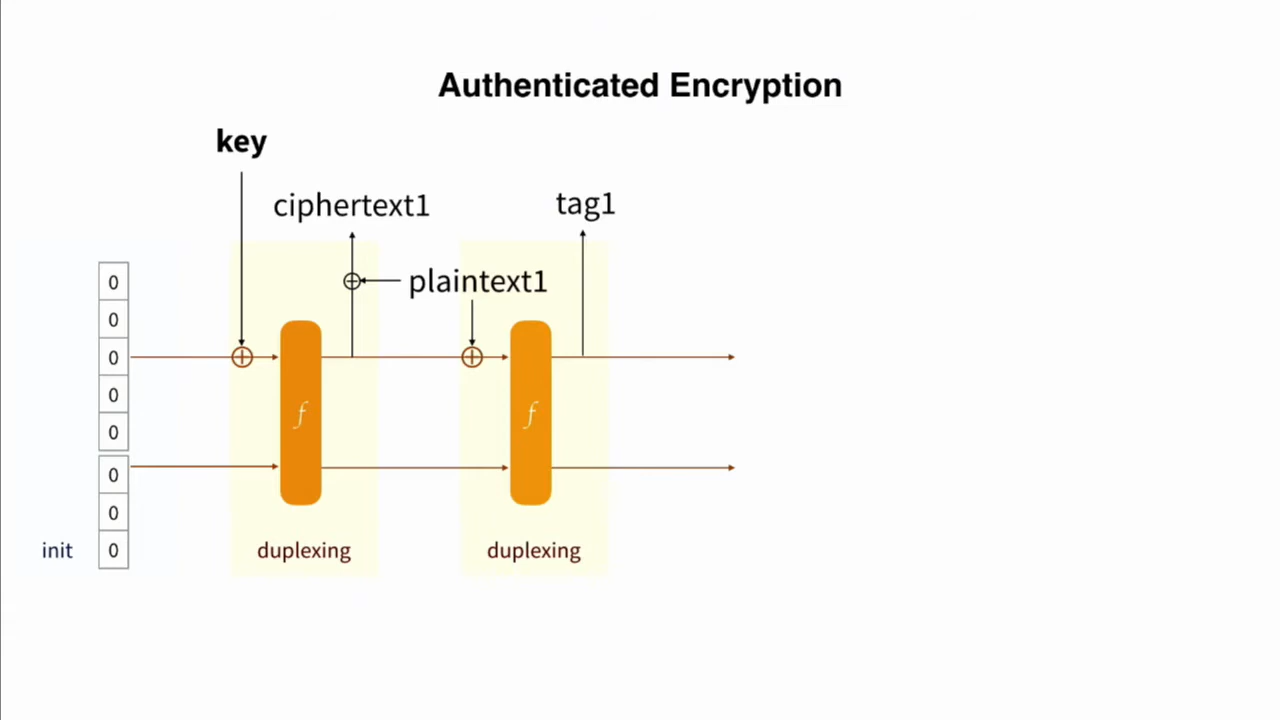 Authenticated Encryption
key
ciphertext1
tag1
plaintext1
0
0
0
0
0
0
0
0
f
f
init
duplexing
duplexing